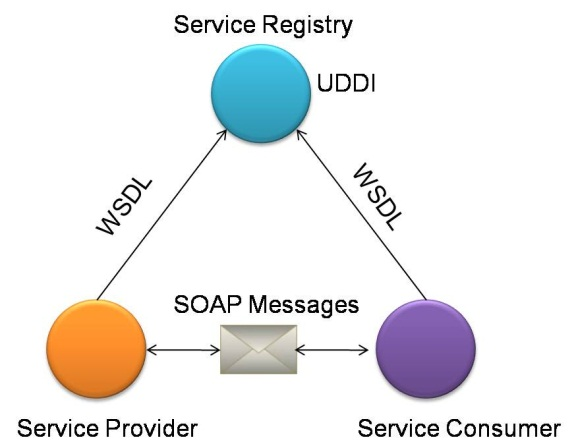 Service Registry
UDDI
WSDL
WSDL
SOAP Messages
Service Provider
Service Consumer